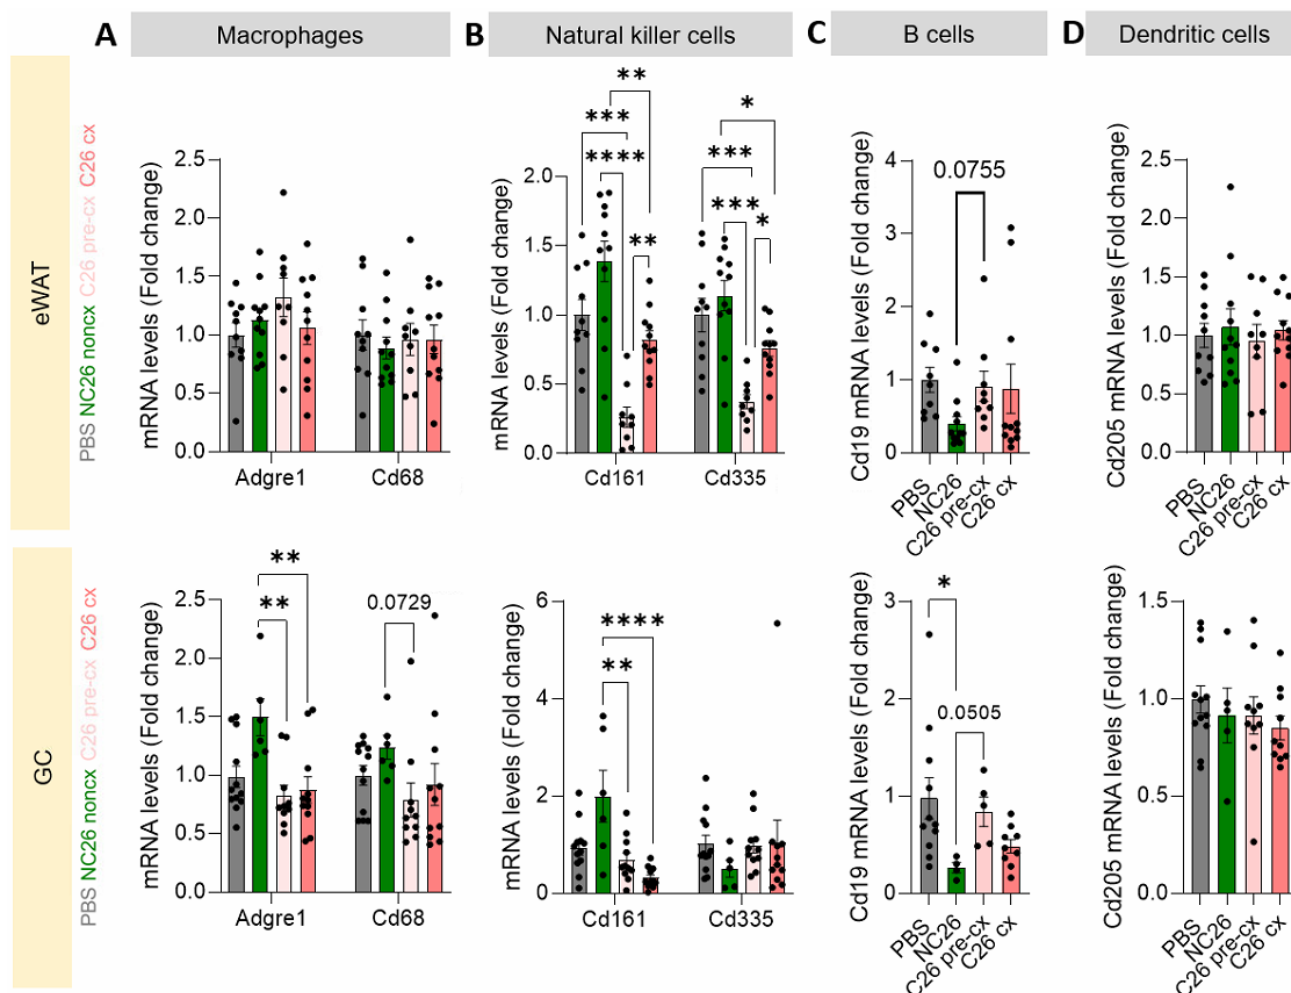 A Macrophages B Natural killer cells C B cells D Dendritic cells
eWAT
PBS NC26 noncx C26 pre-cx C26 cx
mRNA levels (Fold change)
2.5
2.0
1.5
1.0
0.5
0.0
Adgre1 Cd68
mRNA levels (Fold change)
2.0
1.5
1.0
0.5
0.0
** 
***
****
**
*
***
***
*
Cd161 Cd335
Cd19 mRNA levels (Fold change)
4
3
2
1
0
0.0755
PBS
NC26
C26 pre-cx
C26 cx
Cd205 mRNA levels (Fold change)
2.5
2.0
1.5
1.0
0.5
0.0
PBS
NC26
C26 pre-cx
C26 cx
GC
PBS NC26 noncx C26 pre-cx C26 cx
mRNA levels (Fold change)
2.5
2.0
1.5
1.0
0.5
0.0
**
**
0.0729
Adgre1 Cd68
mRNA levels (Fold change)
6
4
2
0
****
**
Cd161 Cd335
Cd19 mRNA levels (Fold change)
3
2
1
0
*
0.0505
PBS
NC26
C26 pre-cx
C26 cx
Cd205 mRNA levels (Fold change)
1.5
1.0
0.5
0.0
PBS
NC26
C26 pre-cx
C26 cx